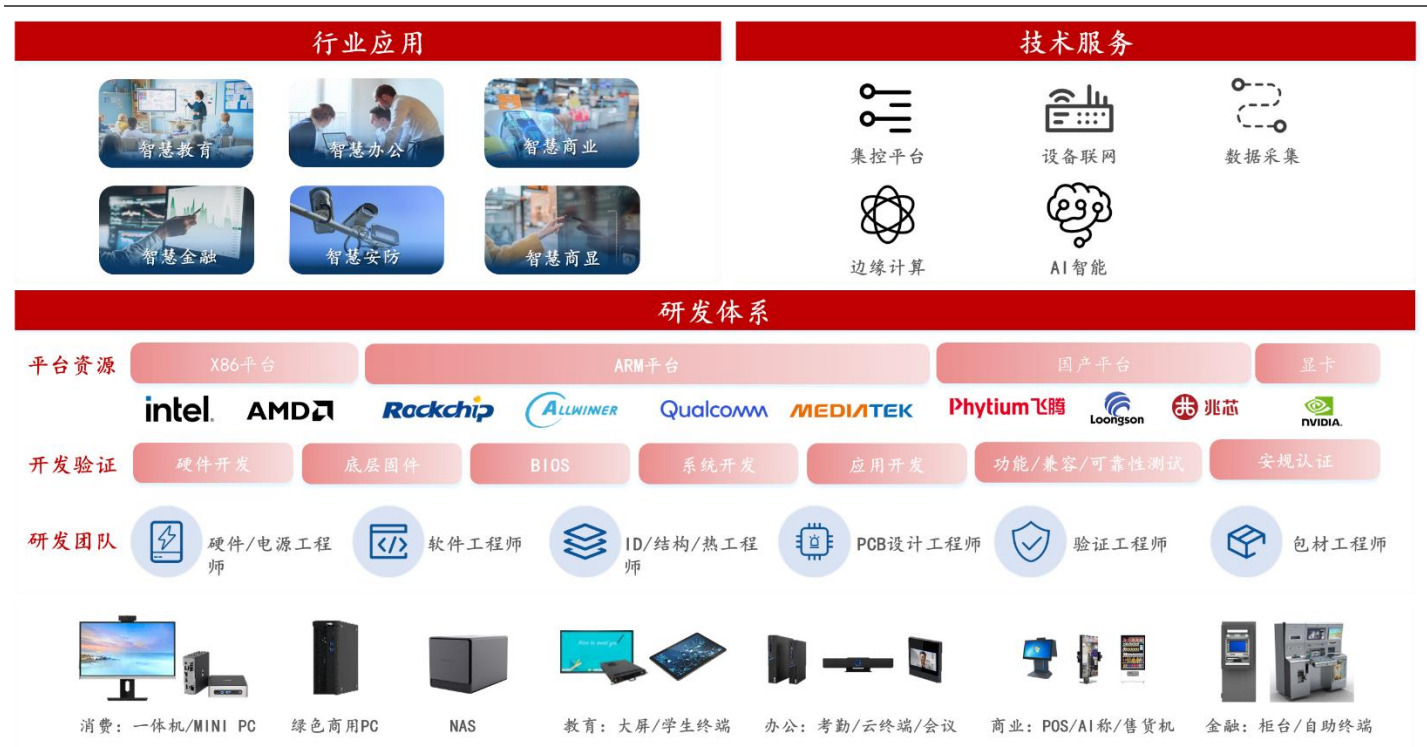 行业应用
技术服务
智慧教育
智慧办公
智慧商业
智慧金融
智慧安防
智慧商显
集控平台
设备联网
数据采集
边缘计算
AI智能
研发体系
平台资源
X86平台
ARM平台
国产平台
显卡
intel.
AMD
Rockchip
ALLWINNER
Qualcomm
MEDIATEK
Phytium飞腾
Loongson
兆芯
NVIDIA.
开发验证
硬件开发
底层固件
BIOS
系统开发
应用开发
功能/兼容/可靠性测试
安规认证
研发团队
硬件/电源工程
师
软件工程师
ID/结构/热工程
师
PCB设计工程师
验证工程师
包材工程师
消费：一体机/MINI PC
绿色商用PC
NAS
教育：大屏/学生终端
办公：考勤/云终端/会议
商业：POS/AI称/售货机
金融：柜台/自助终端